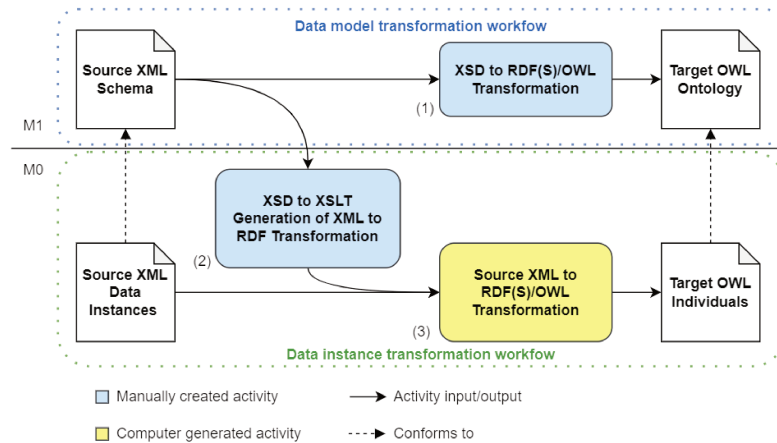 Data model transformation workflow
Source XML
Schema
XSD to RDF(S)/OWL
Transformation
Target OWL
Ontology
(1)
M1
M0
XSD to XSLT
Generation of XML to
RDF Transformation
(2)
Source XML
Data
Instances
Source XML to
RDF(S)/OWL
Transformation
Target OWL
Individuals
(3)
Data instance transformation workflow
Manually created activity
Activity input/output
Computer generated activity
Conforms to